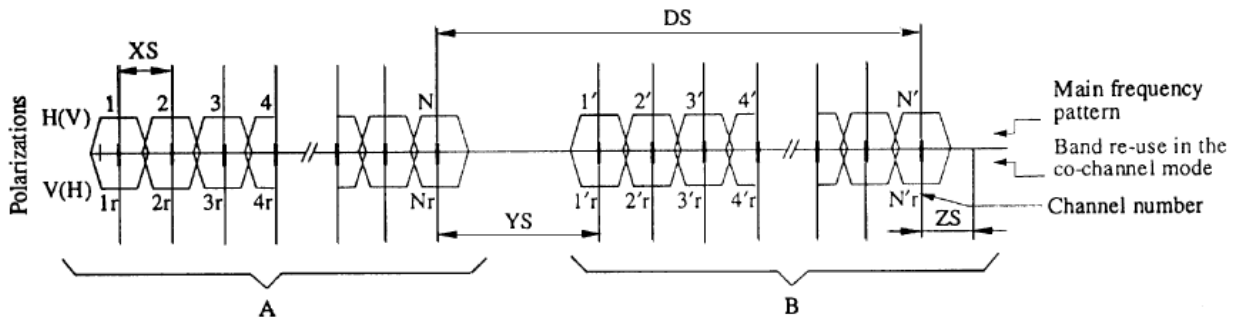 DS
XS
1 2 3 4 N 1′ 2′ 3′ 4′ N′
Main frequency
pattern
H(V)
Polarizations
Band re-use in the
co-channel mode
V(H)
1r 2r 3r 4r Nr 1′r 2′r 3′r 4′r N′r
Channel number
YS
ZS
A B